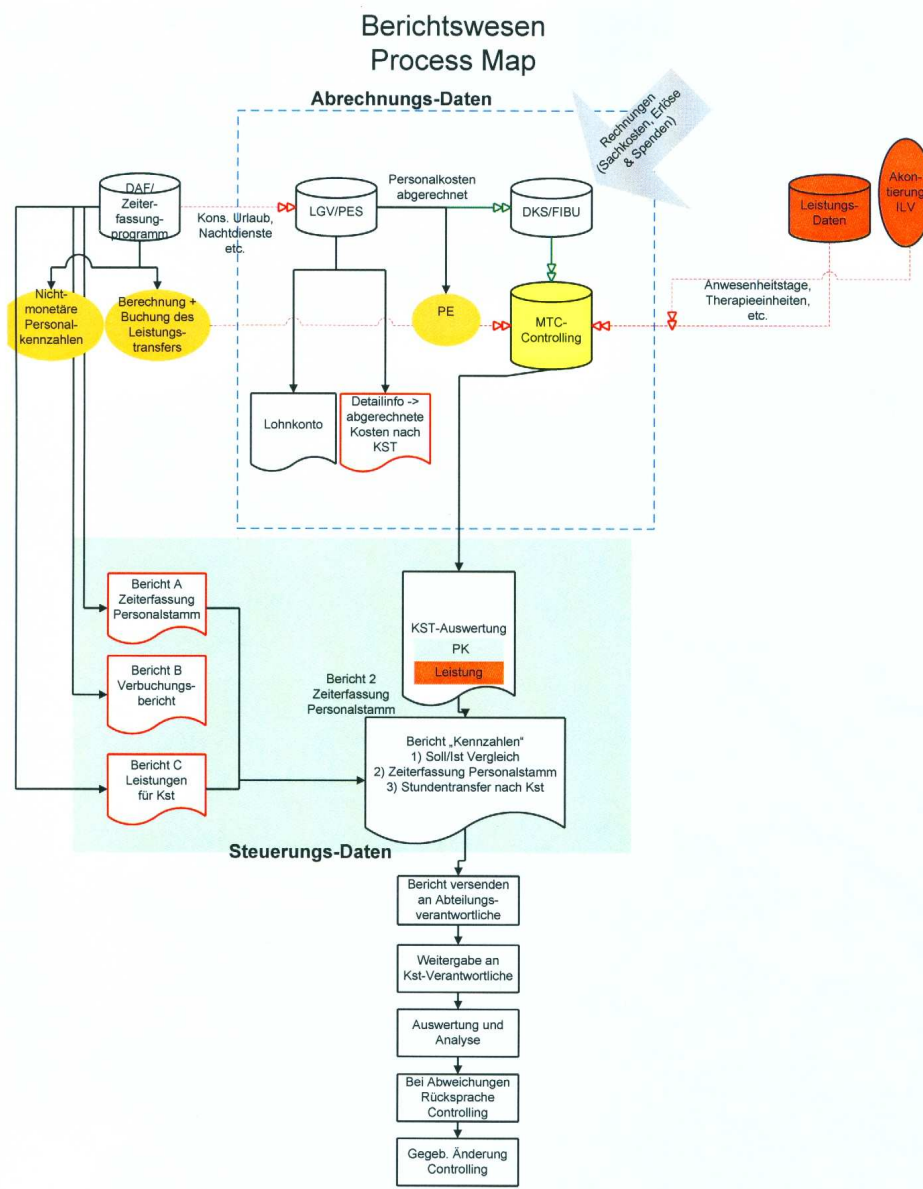 Berichtswesen
Process Map
Abrechnungs-Daten
Rechnungen
(Sachkosten, Erlöse
& Spenden)
DAF/
Zeiter-
fassung-
programm
Kons. Urlaub,
Nachtdienste
etc.
LGV/PES
Personalkosten
abgerechnet
DKS/FIBU
Leistungs-
Daten
Akon-
tierung
ILV
Nicht-
monetäre
Personal-
kennzahlen
Berechnung +
Buchung des
Leistungs-
transfers
PE
MTC-
Controlling
Anwesenheitstage,
Therapieeinheiten,
etc.
Lohnkonto
Detailinfo ->
abgerechnete
Kosten nach
KST
Bericht A
Zeiterfassung
Personalstamm
Bericht B
Verbuchungs-
bericht
Bericht C
Leistungen
für Kst
KST-Auswertung
PK
Leistung
Bericht 2
Zeiterfassung
Personalstamm
Bericht „Kennzahlen"
1) Soll/Ist Vergleich
2) Zeiterfassung Personalstamm
3) Stundentransfer nach Kst
Steuerungs-Daten
Bericht versenden
an Abteilungs-
verantwortliche
Weitergabe an
Kst-Verantwortliche
Auswertung und
Analyse
Bei Abweichungen
Rücksprache
Controlling
Gegeb. Änderung
Controlling